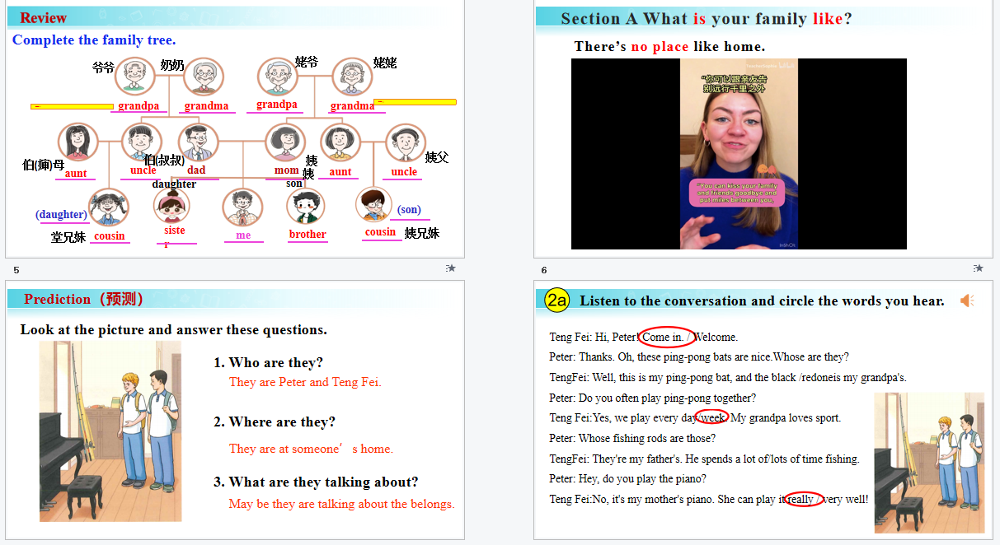 Review
Complete the family tree.
爷爷
奶奶
姥爷
姥姥
grandpa
grandma
grandpa
grandma
伯(婶)母
aunt
uncle
伯(叔叔)
dad
mom
姨
姨
aunt
uncle
姨父
daughter
son
(daughter)
堂兄妹
cousin
siste
r
me
brother
cousin
(son)
姨兄妹
5
Section A What is your family like?
There's no place like home.
"你可以跟亲友告
别远行千里之外
"You can kiss your family
and friends goodbye and
put miles between you,
InSh•Ch
6
Prediction（预测）
Look at the picture and answer these questions.
1. Who are they?
They are Peter and Teng Fei.
2. Where are they?
They are at someone's home.
3. What are they talking about?
May be they are talking about the belongs.
2a Listen to the conversation and circle the words you hear.
Teng Fei: Hi, Peter! Come in. / Welcome.
Peter: Thanks. Oh, these ping-pong bats are nice.Whose are they?
TengFei: Well, this is my ping-pong bat, and the black /redoneis my grandpa's.
Peter: Do you often play ping-pong together?
Teng Fei:Yes, we play every day/week. My grandpa loves sport.
Peter: Whose fishing rods are those?
TengFei: They're my father's. He spends a lot of/lots of time fishing.
Peter: Hey, do you play the piano?
Teng Fei:No, it's my mother's piano. She can play it really / very well!